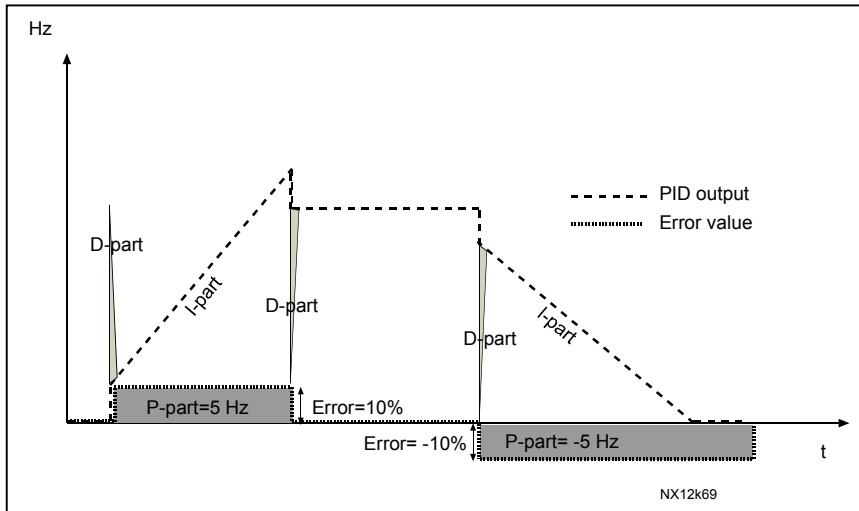 Hz
PID output
Error value
D-part
I-part
D-part
I-part
D-part
P-part=5 Hz
Error=10%
Error= -10%
P-part= -5 Hz
t
NX12k69